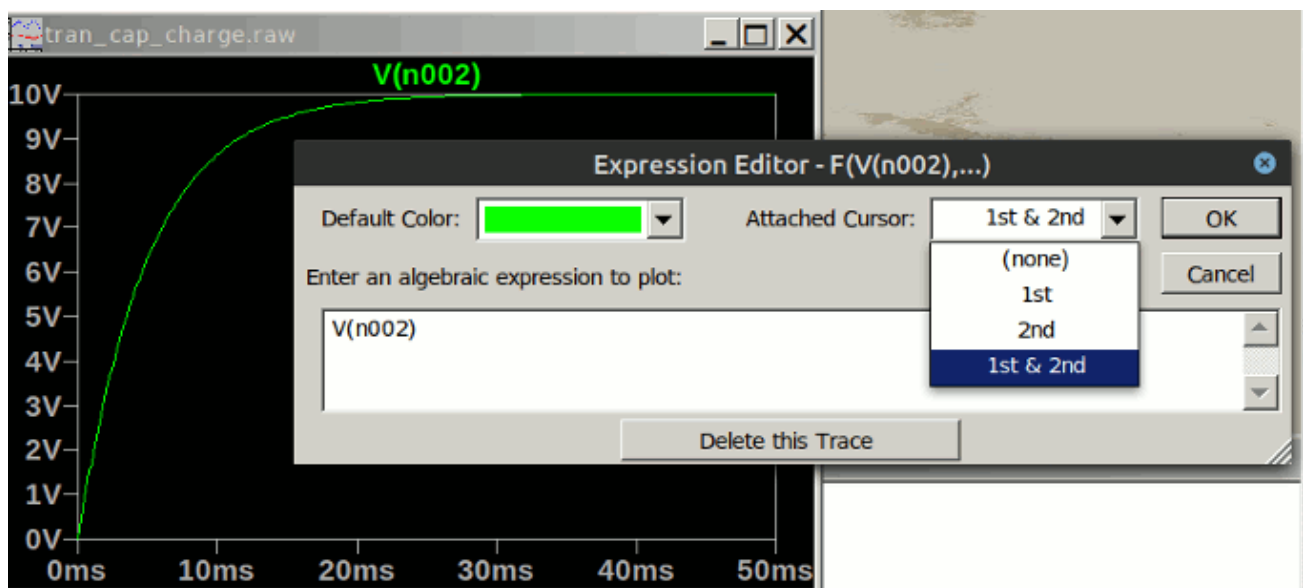 tran_cap_charge.raw
V(n002)
10V
9V
8V
7V
6V
5V
4V
3V
2V
1V
0V
0ms 10ms 20ms 30ms 40ms 50ms
Expression Editor - F(V(n002),...)
Default Color: Attached Cursor: 1st & 2nd OK
(none)
Enter an algebraic expression to plot: Cancel
1st
V(n002) 2nd
1st & 2nd
Delete this Trace